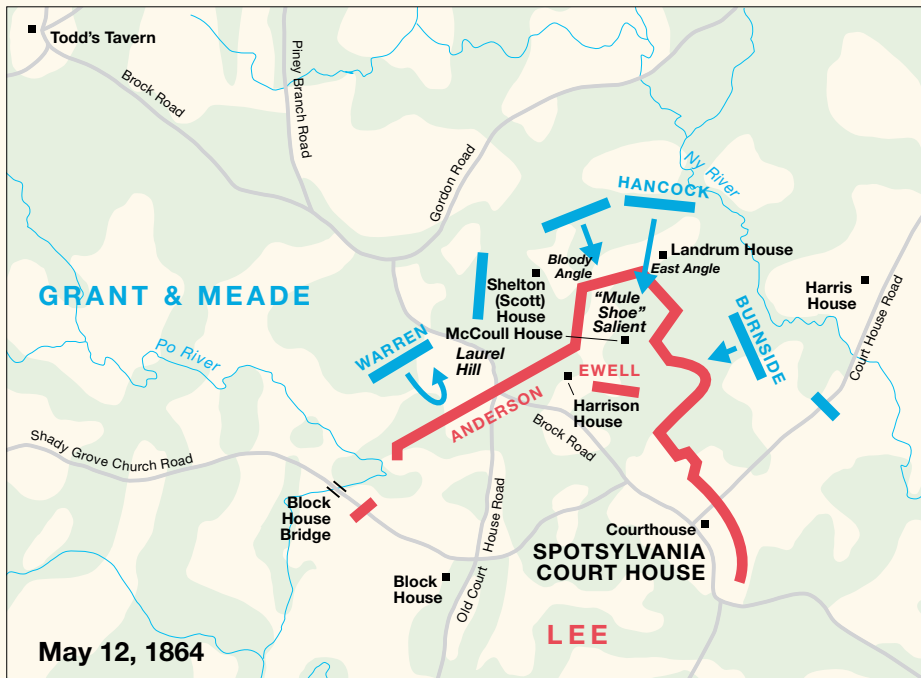 Todd's Tavern
Brock Road
Piney Branch Road
Gordon Road
Ny River
HANCOCK
Landrum House
Bloody
Angle
East Angle
Shelton
(Scott)
House
"Mule
Shoe"
Salient
McCoull House
Harris
House
Court House Road
BURNSIDE
GRANT & MEADE
Po River
WARREN
Laurel
Hill
EWELL
ANDERSON
Harrison
House
Brock Road
Shady Grove Church Road
Block
House
Bridge
Old Court House Road
Courthouse
SPOTSYLVANIA
COURT HOUSE
Block
House
LEE
May 12, 1864